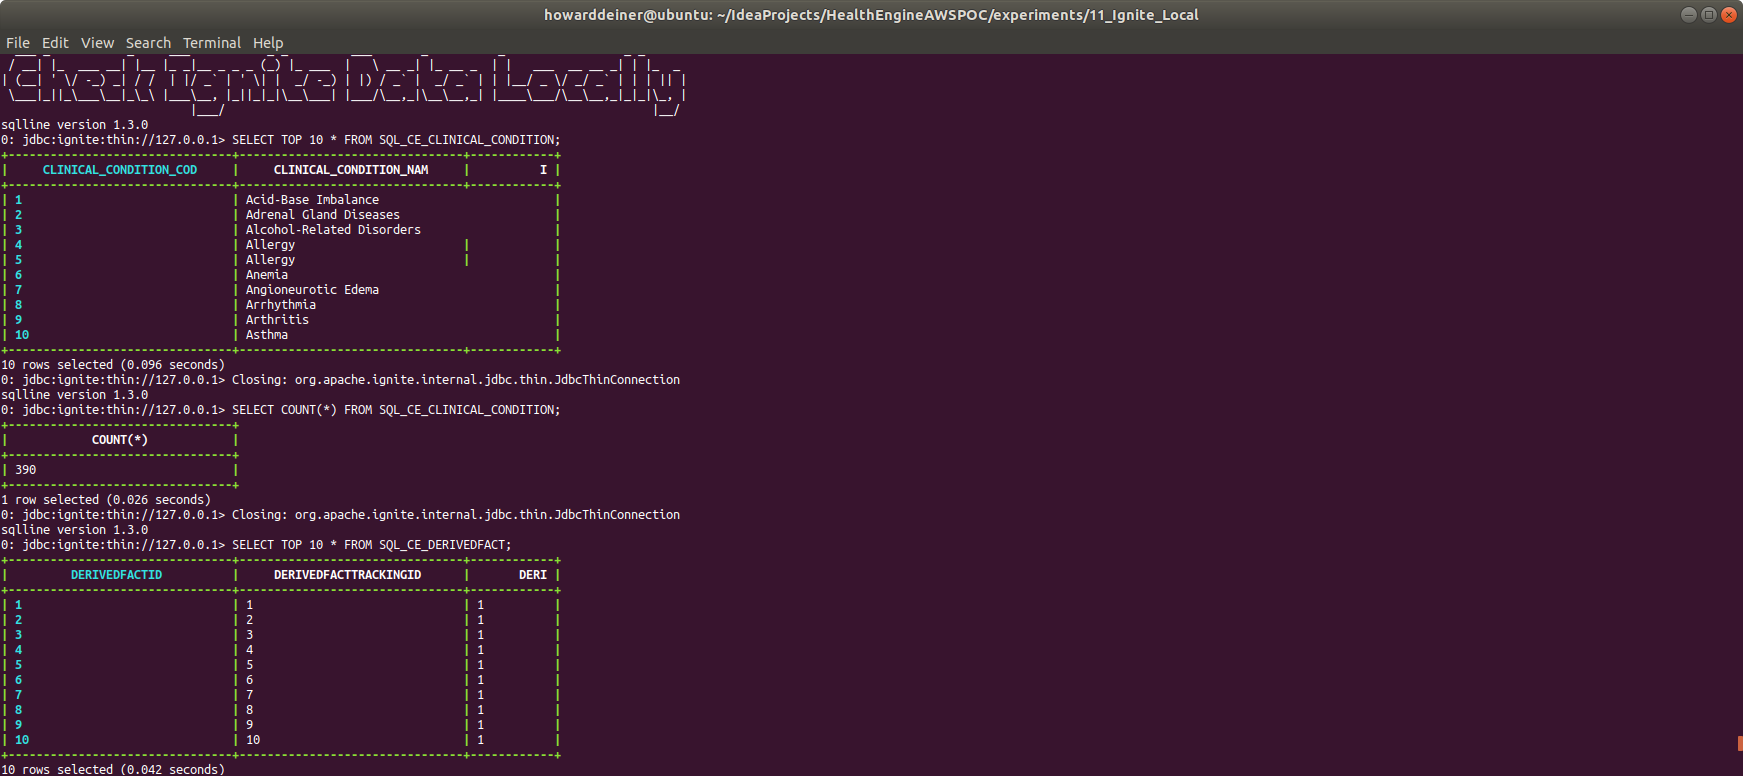 howarddeiner@ubuntu: ~/IdeaProjects/HealthEngineAWSPOC/experiments/11_Ignite_Local
File Edit View Search Terminal Help
Check Ignite Data Locally
sqlline version 1.3.0
0: jdbc:ignite:thin://127.0.0.1> SELECT TOP 10 * FROM SQL_CE_CLINICAL_CONDITION;
+--------------------------------+--------------------------------+------------+
| CLINICAL_CONDITION_COD | CLINICAL_CONDITION_NAM | I |
+--------------------------------+--------------------------------+------------+
| 1 | Acid-Base Imbalance |
| 2 | Adrenal Gland Diseases |
| 3 | Alcohol-Related Disorders |
| 4 | Allergy | |
| 5 | Allergy | |
| 6 | Anemia |
| 7 | Angioneurotic Edema |
| 8 | Arrhythmia |
| 9 | Arthritis |
| 10 | Asthma |
+--------------------------------+--------------------------------+------------+
10 rows selected (0.096 seconds)
0: jdbc:ignite:thin://127.0.0.1> Closing: org.apache.ignite.internal.jdbc.thin.JdbcThinConnection
sqlline version 1.3.0
0: jdbc:ignite:thin://127.0.0.1> SELECT COUNT(*) FROM SQL_CE_CLINICAL_CONDITION;
+--------------------------------+
| COUNT(*) |
+--------------------------------+
| 390 |
+--------------------------------+
1 row selected (0.026 seconds)
0: jdbc:ignite:thin://127.0.0.1> Closing: org.apache.ignite.internal.jdbc.thin.JdbcThinConnection
sqlline version 1.3.0
0: jdbc:ignite:thin://127.0.0.1> SELECT TOP 10 * FROM SQL_CE_DERIVEDFACT;
+--------------------------------+--------------------------------+------------+
| DERIVEDFACTID | DERIVEDFACTTRACKINGID | DERI |
+--------------------------------+--------------------------------+------------+
| 1 | 1 | 1 |
| 2 | 2 | 1 |
| 3 | 3 | 1 |
| 4 | 4 | 1 |
| 5 | 5 | 1 |
| 6 | 6 | 1 |
| 7 | 7 | 1 |
| 8 | 8 | 1 |
| 9 | 9 | 1 |
| 10 | 10 | 1 |
+--------------------------------+--------------------------------+------------+
10 rows selected (0.042 seconds)